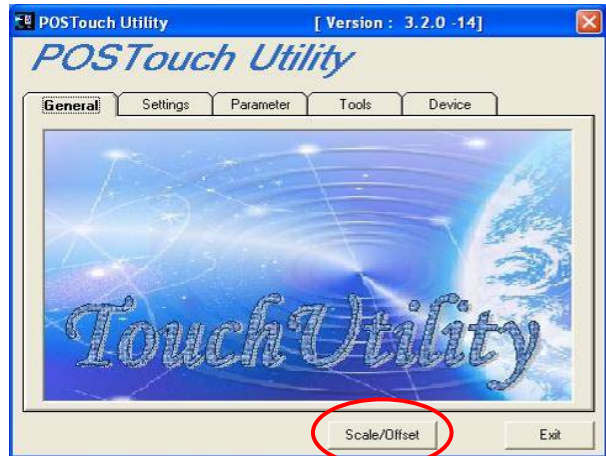 POSTouch Utility [ Version : 3.2.0 -14]
POSTouch Utility
General Settings Parameter Tools Device
TouchUtility
Scale/Offset Exit